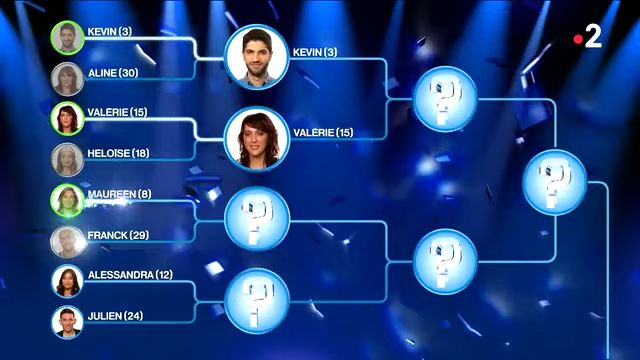 KEVIN (3)
ALINE (30)
VALERIE (15)
HELOÏSE (18)
MAUREEN (8)
FRANCK (29)
ALESSANDRA (12)
JULIEN (24)
KEVIN (3)
VALERIE (15)
?
?
?
?
?
2